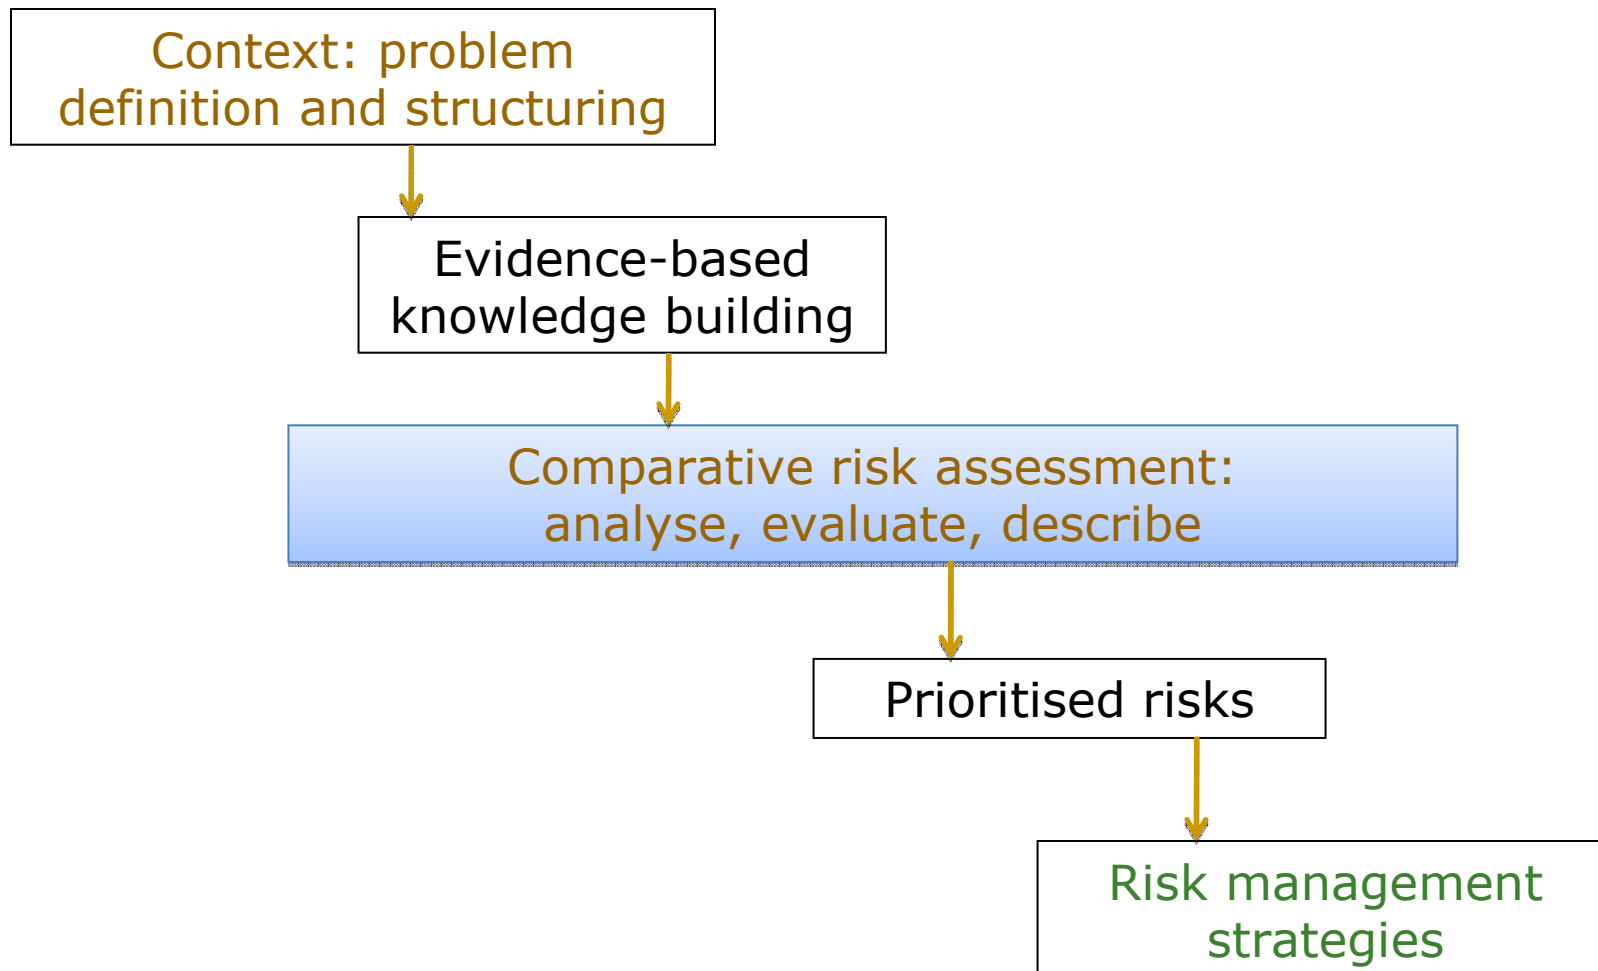 Context: problem
definition and structuring
Evidence-based
knowledge building
Comparative risk assessment:
analyse, evaluate, describe
Prioritised risks
Risk management
strategies